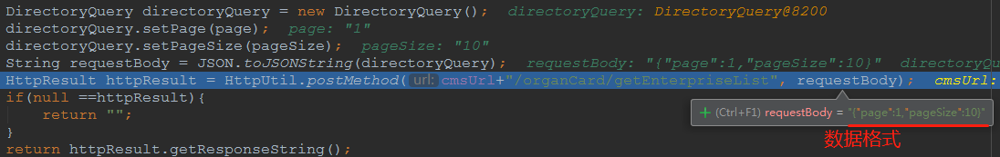 DirectoryQuery directoryQuery = new DirectoryQuery();  directoryQuery: DirectoryQuery@8200
directoryQuery.setPage(page);  page: "1"
directoryQuery.setPageSize(pageSize);  pageSize: "10"
String requestBody = JSON.toJSONString(directoryQuery);  requestBody: "{"page":1,"pageSize":10}"  directoryQu
HttpResult httpResult = HttpUtil.postMethod( url: cmsUrl+"/organCard/getEnterpriseList", requestBody);  cmsUrl:
if(null ==httpResult){
+ (Ctrl+F1) requestBody = "{"page":1,"pageSize":10}"
return "";
数据格式
}
return httpResult.getResponseString();